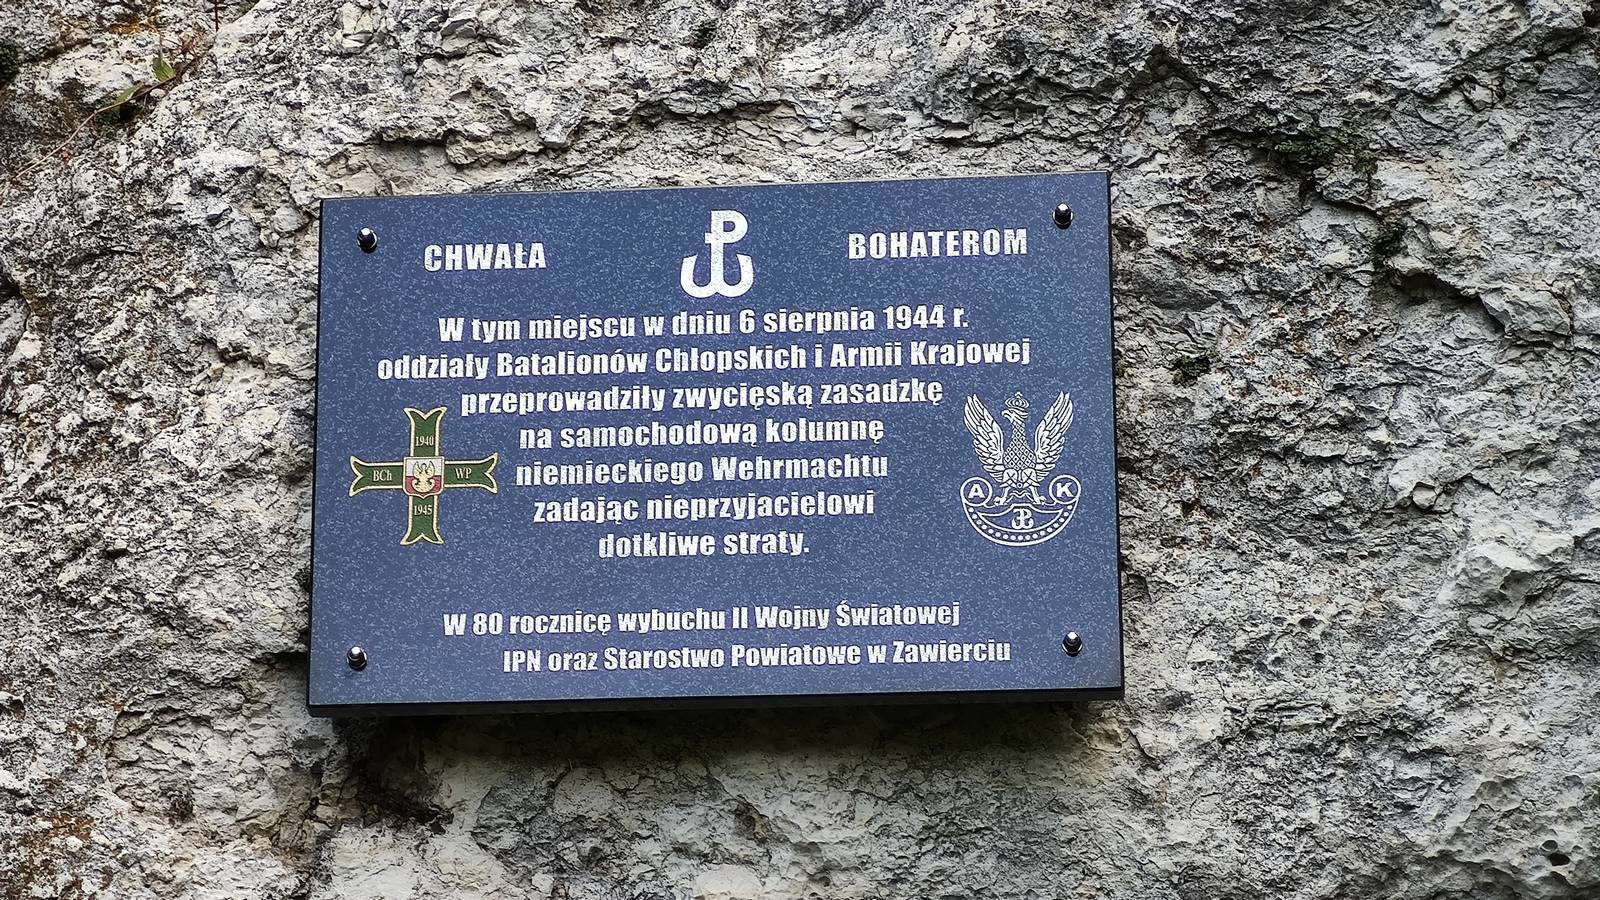 CHWAŁA BOHATEROM
W tym miejscu w dniu 6 sierpnia 1944 r.
oddziały Batalionów Chłopskich i Armii Krajowej
przeprowadziły zwycięską zasadzkę
na samochodową kolumnę
niemieckiego Wehrmachtu
zadając nieprzyjacielowi
dotkliwe straty.
1940
BCh WP
1945
A K
W 80 rocznicę wybuchu II Wojny Światowej
IPN oraz Starostwo Powiatowe w Zawierciu